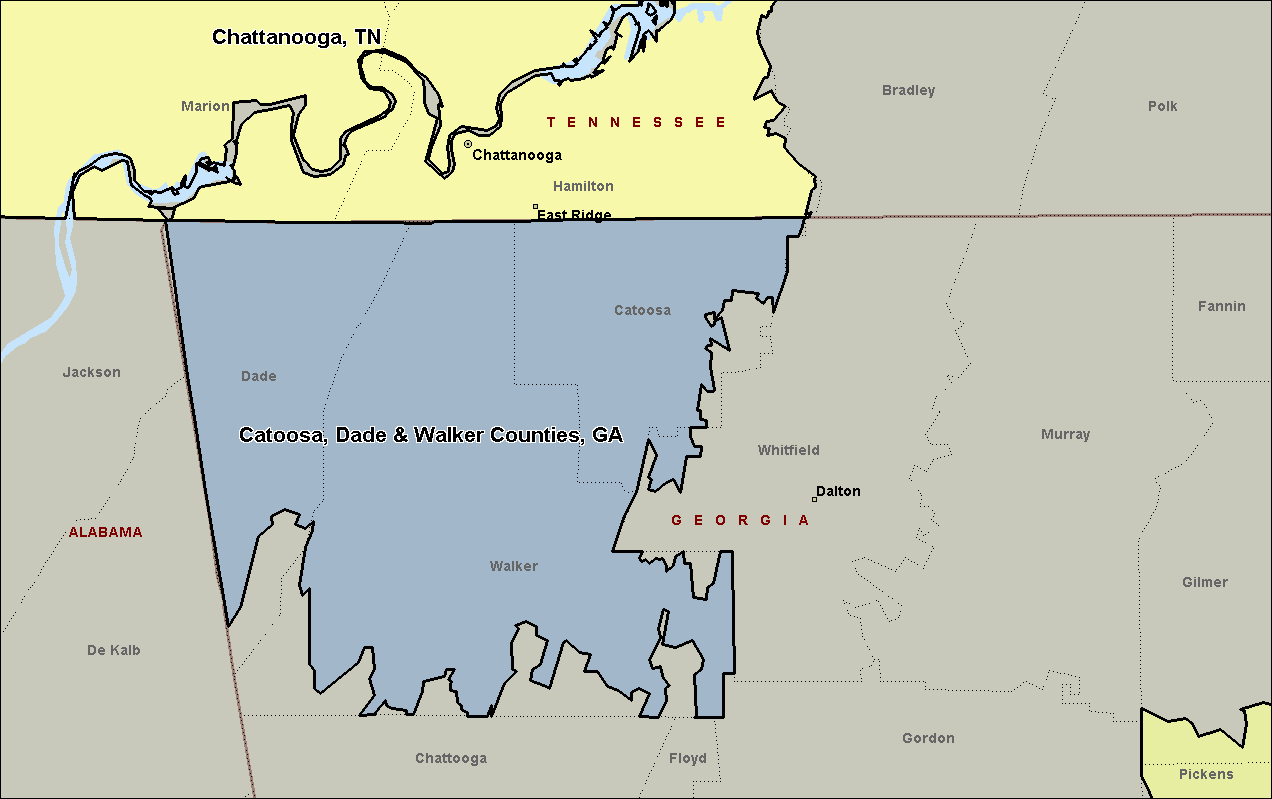 Chattanooga, TN
Bradley
Marion
Polk
TENNESSEE
Chattanooga
Hamilton
East Ridge
Catoosa
Fannin
Jackson
Dade
Catoosa, Dade & Walker Counties, GA
Murray
Whitfield
Dalton
GEORGIA
ALABAMA
Walker
Gilmer
De Kalb
Gordon
Chattooga
Floyd
Pickens